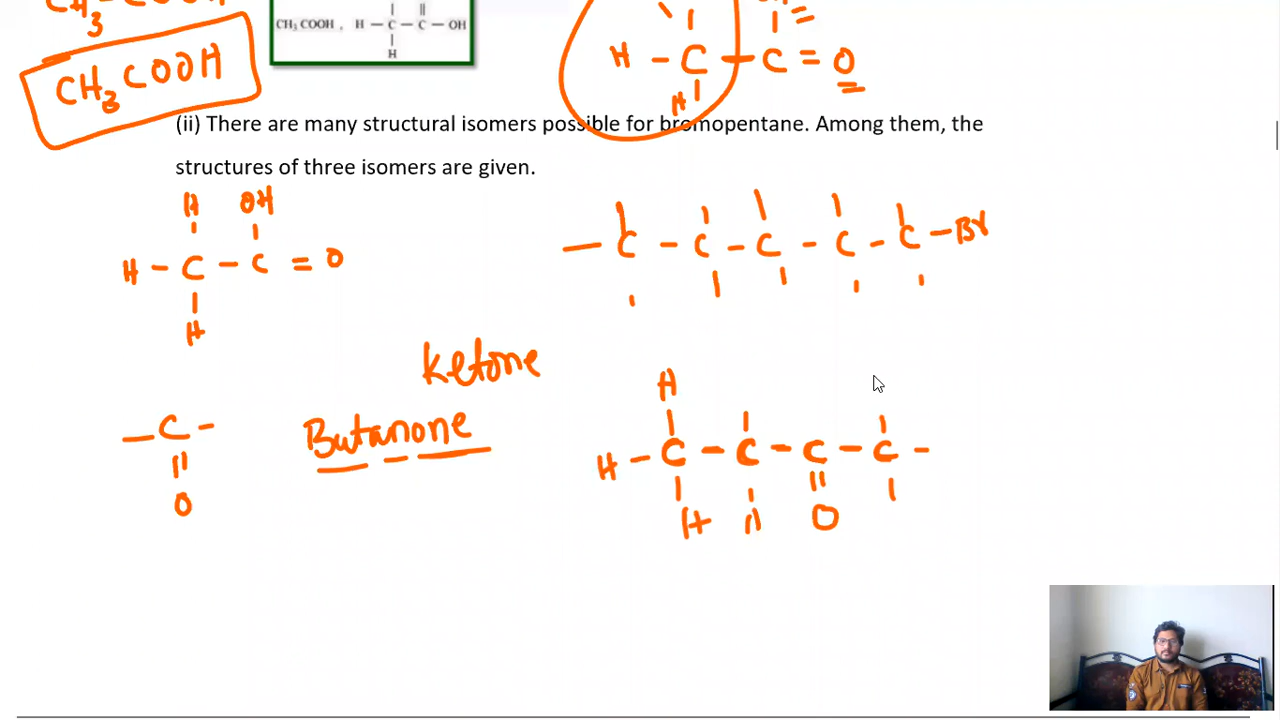 CH3
CH3COOH
CH3 COOH , H — C — C — OH
H
H — C — C = O
H
(ii) There are many structural isomers possible for bromopentane. Among them, the
structures of three isomers are given.
H OH
H — C — C = O
H
— C — C — C — C — C — Br
Ketone
Butanone
— C —
O
H
H — C — C — C — C —
H H O